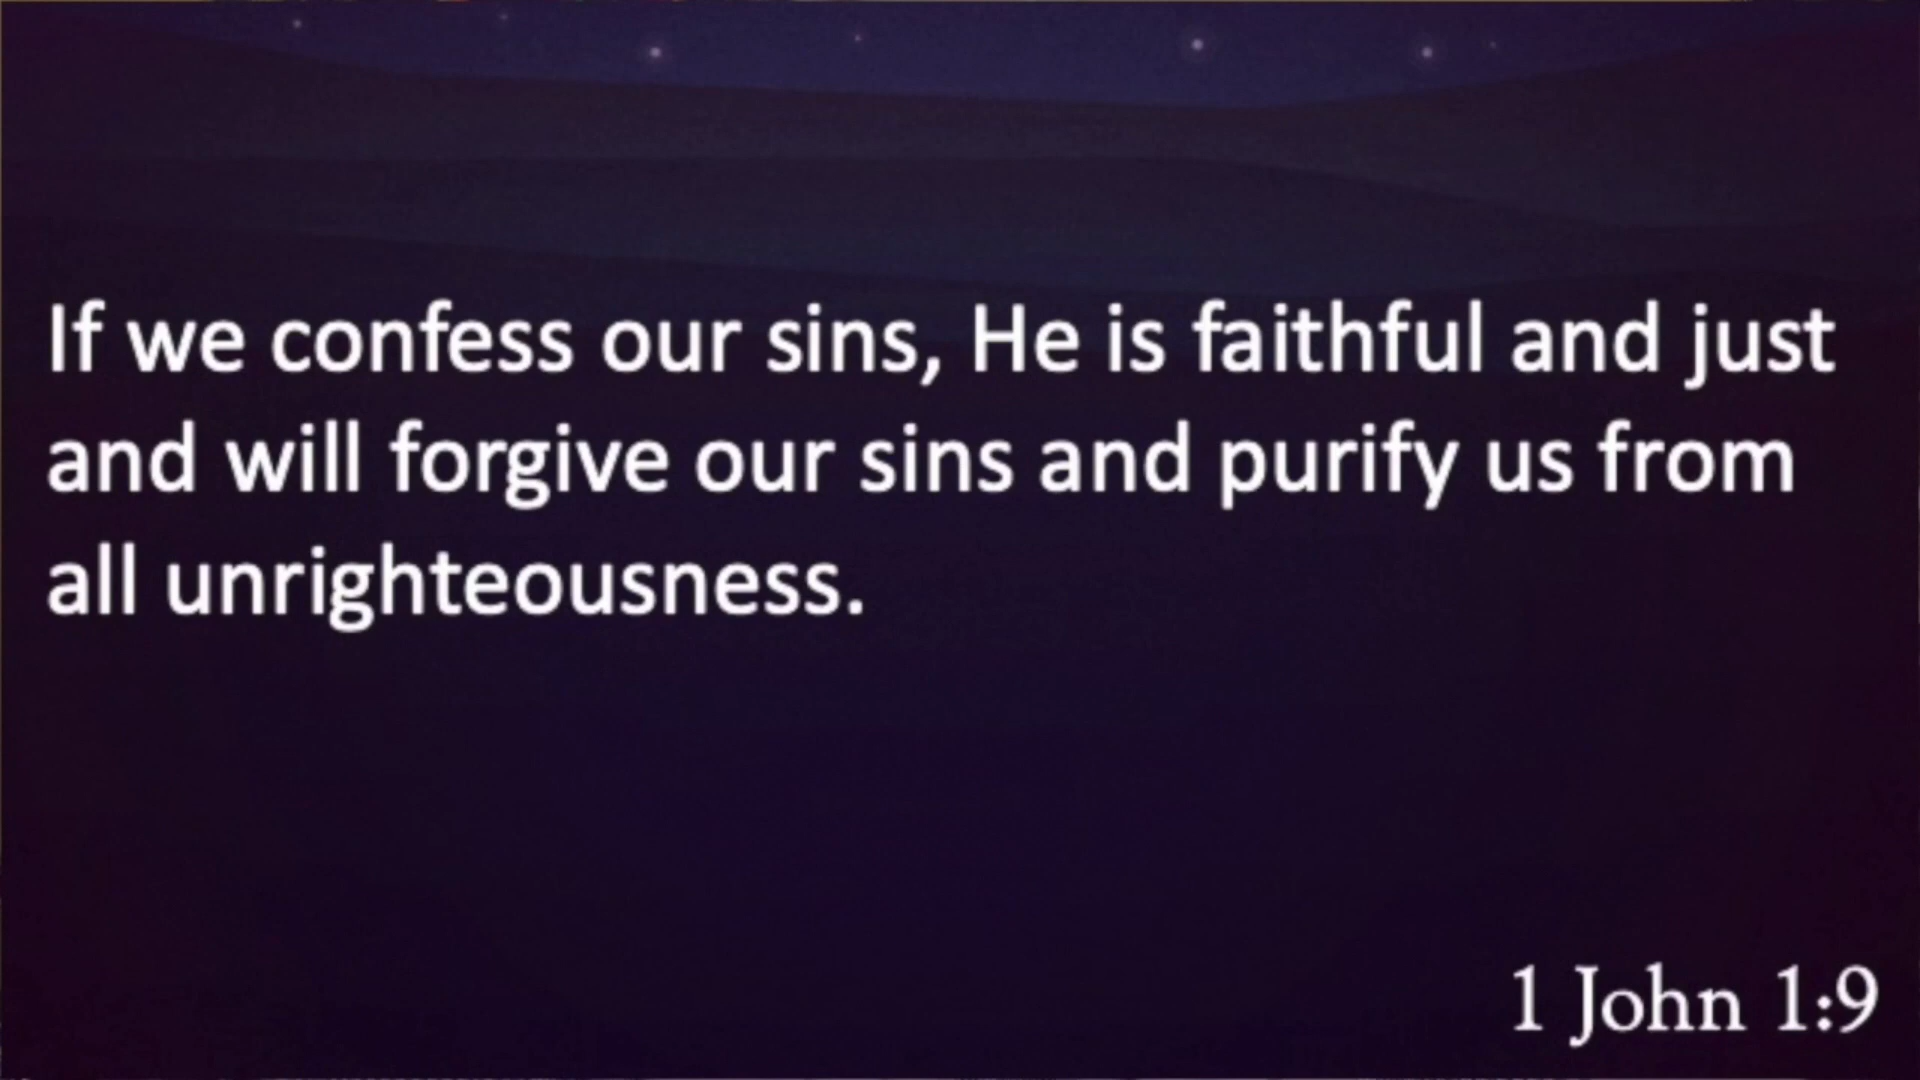 If we confess our sins, He is faithful and just
and will forgive our sins and purify us from
all unrighteousness.
1 John 1:9